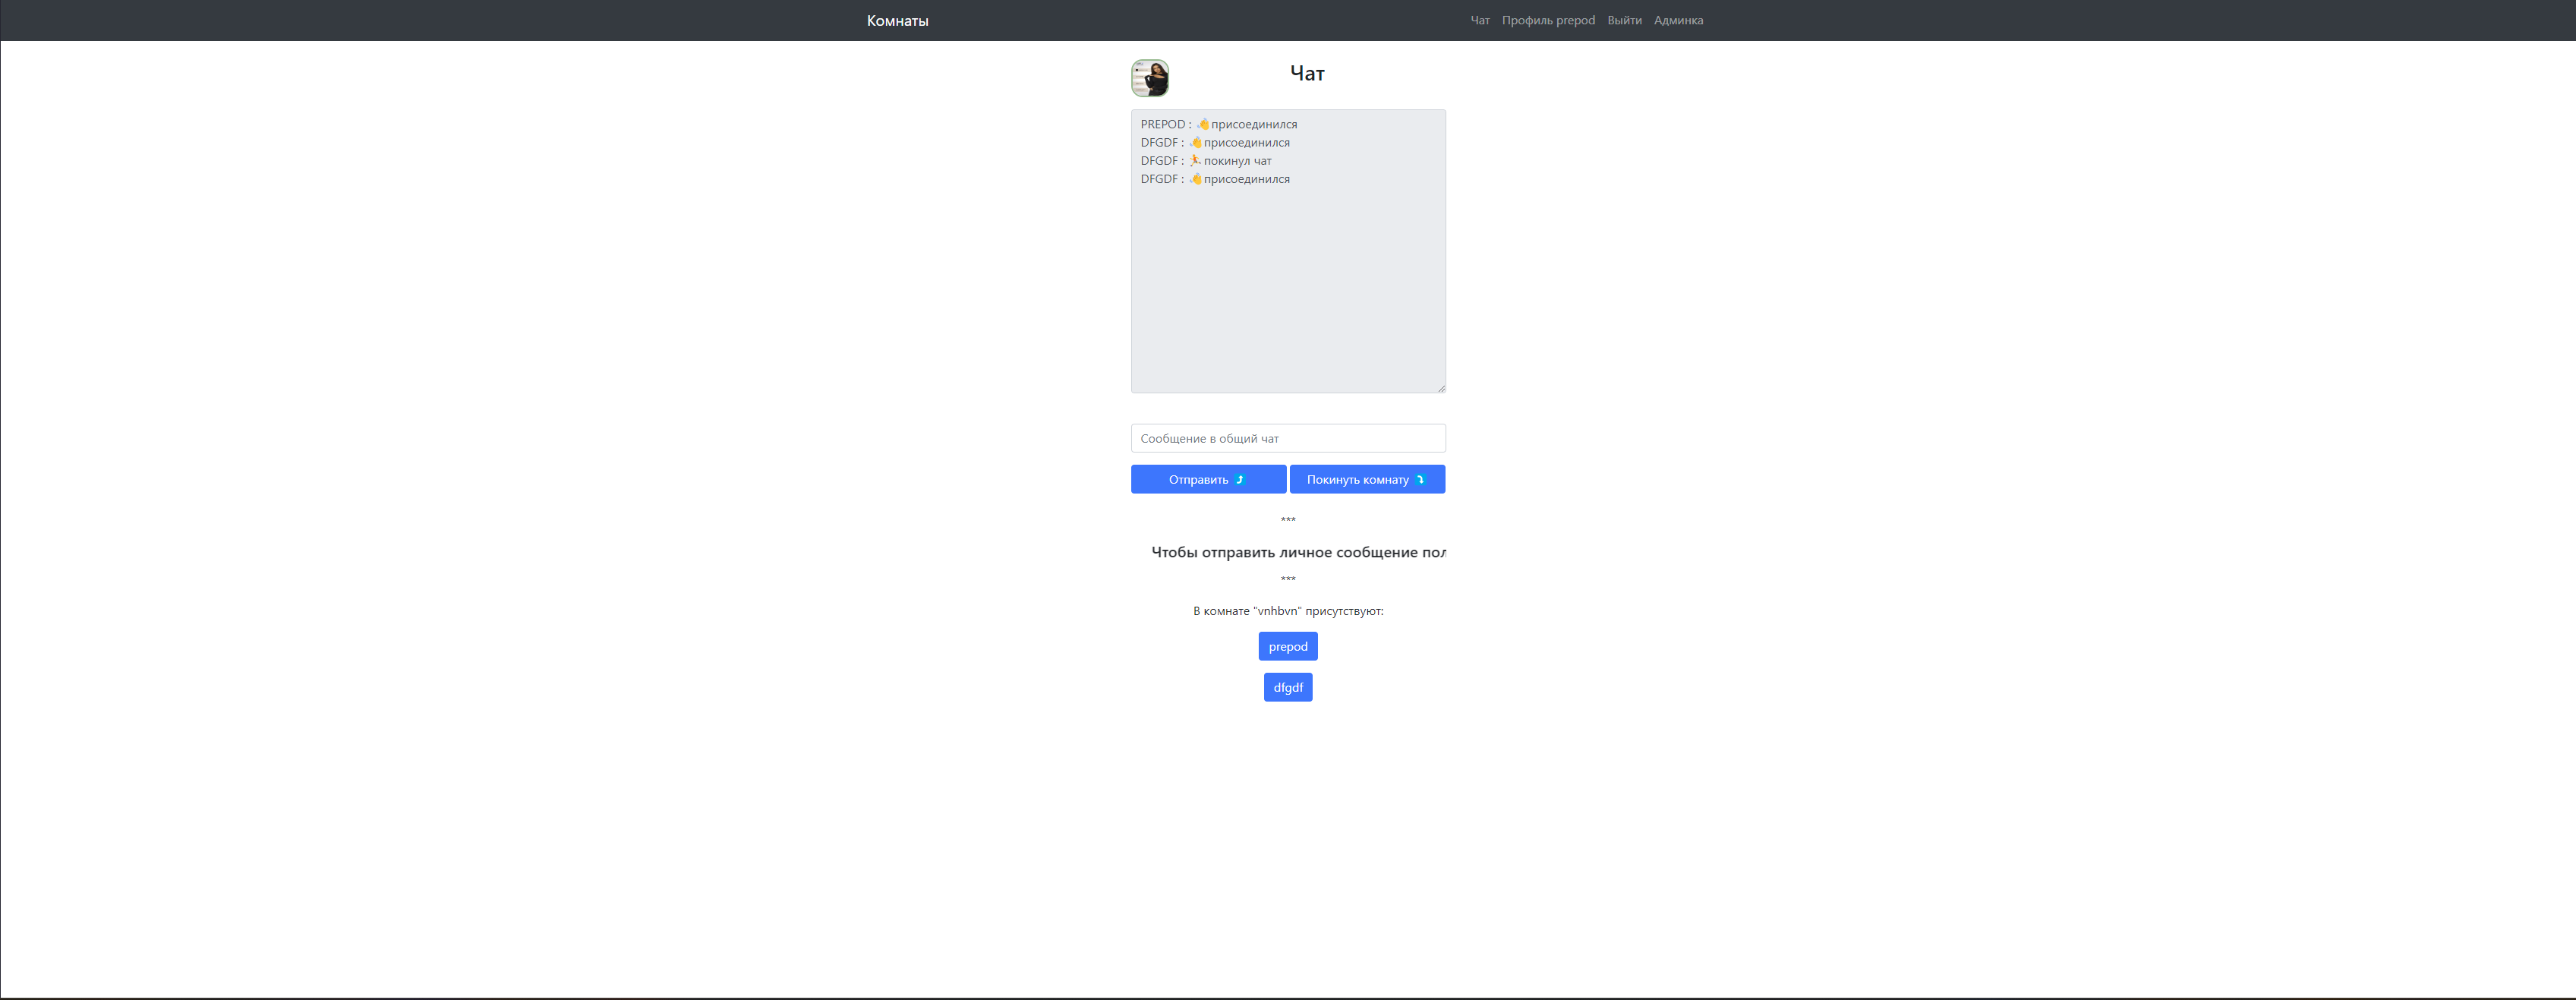 Комнаты
Чат Профиль prepod Выйти Админка
Чат
PREPOD : 👋присоединился
DFGDF : 👋присоединился
DFGDF : 🏃покинул чат
DFGDF : 👋присоединился
Сообщение в общий чат
Отправить ⤴️
Покинуть комнату ⤵️
***
Чтобы отправить личное сообщение пол
***
В комнате "vnhbvn" присутствуют:
prepod
dfgdf